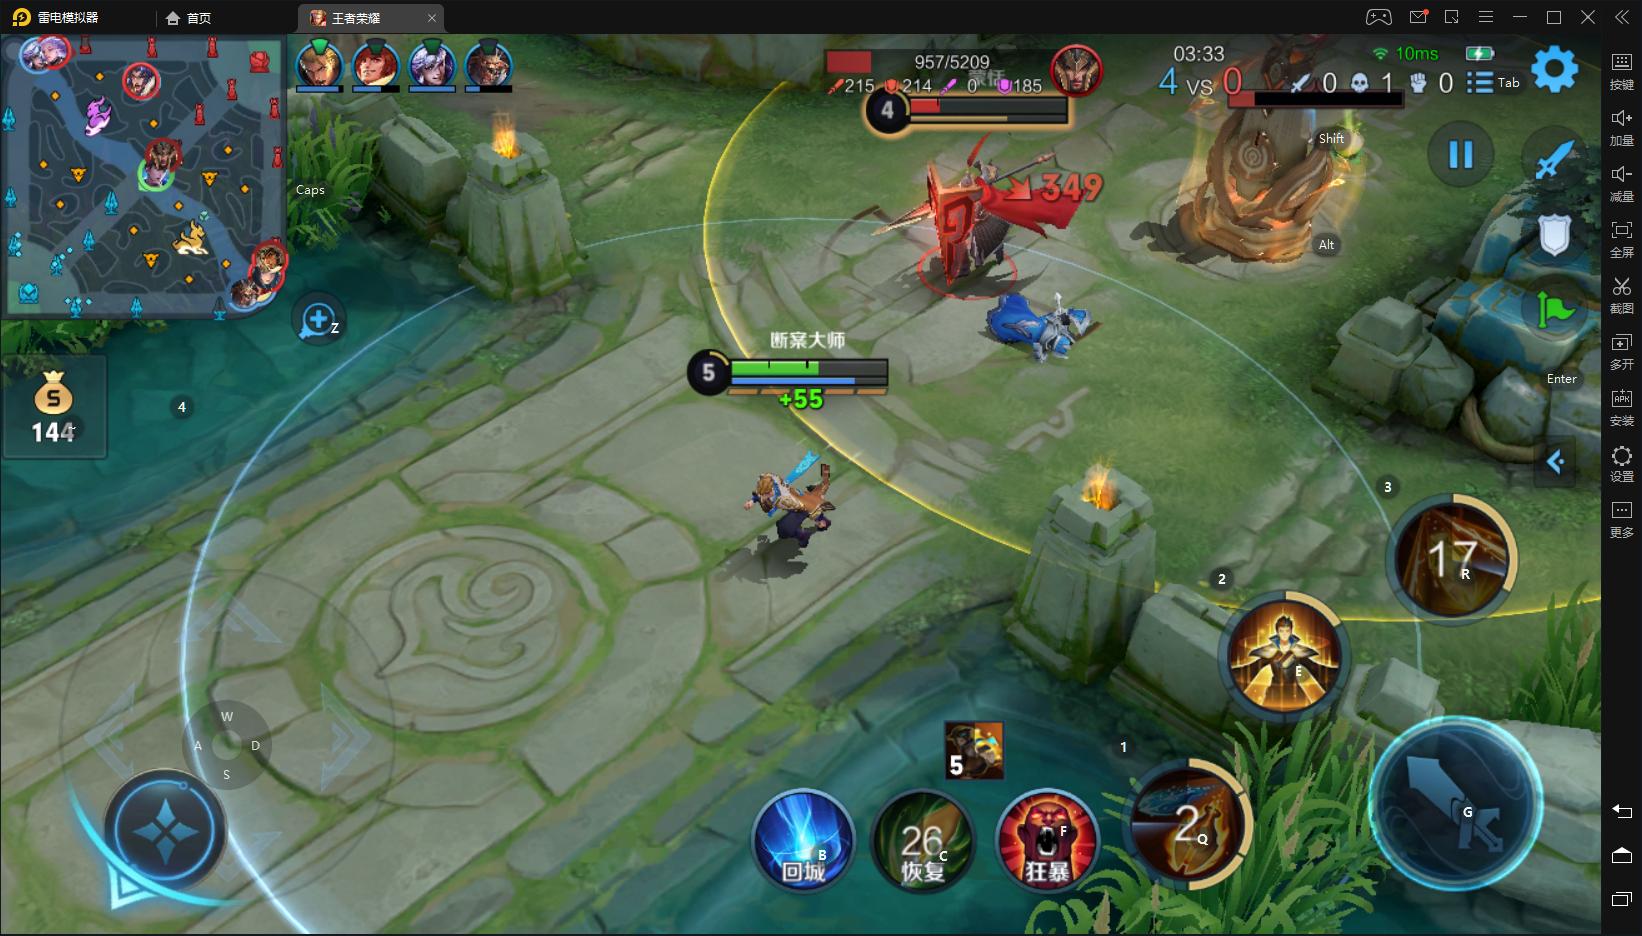 雷电模拟器
首页
王者荣耀
957/5209
215 214 0 185
蒙恬
4
03:33
10ms
4 VS 0
0 1 0
Tab
Shift
Caps
349
Alt
Z
断案大师
5
+55
Enter
144
4
3
17
R
2
E
W
A D
S
1
5
B
回城
26
C
恢复
F
狂暴
2
Q
G
按键
加量
减量
全屏
截图
多开
APK
安装
设置
更多